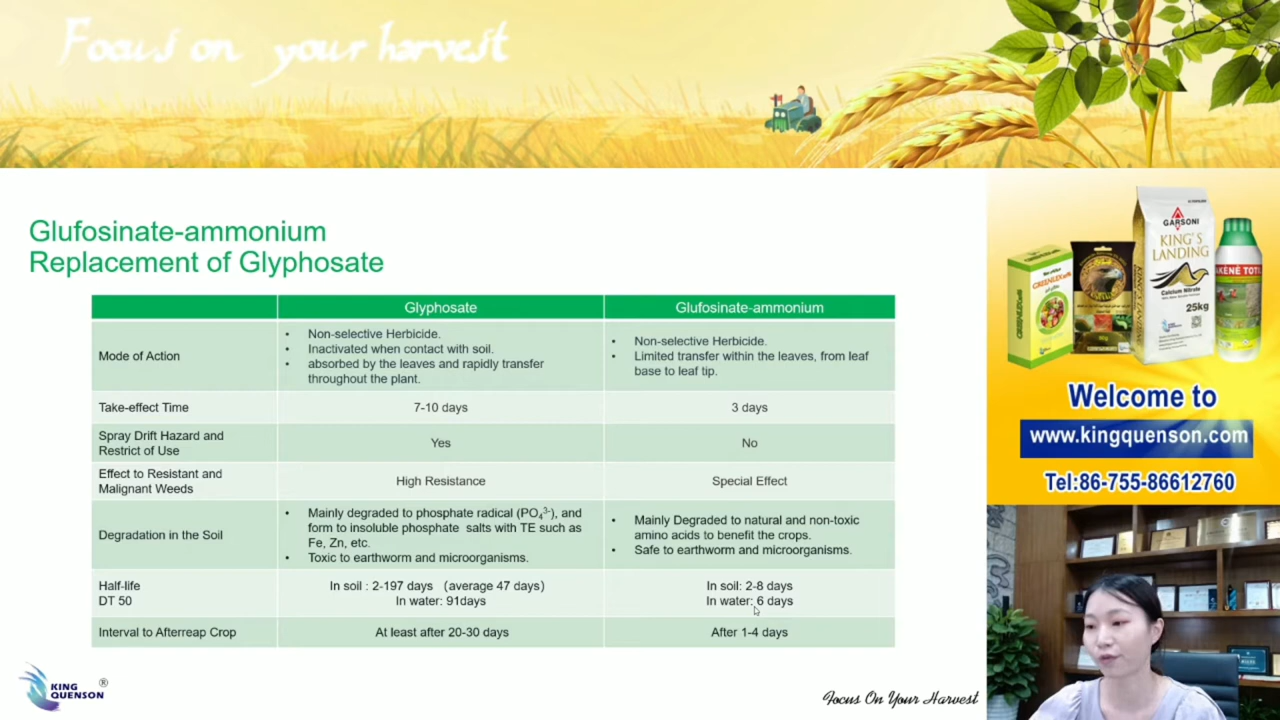 Focus on your harvest
Glufosinate-ammonium
Replacement of Glyphosate
Glyphosate
Glufosinate-ammonium
Mode of Action
• Non-selective Herbicide.
• Inactivated when contact with soil.
• absorbed by the leaves and rapidly transfer
throughout the plant.
• Non-selective Herbicide.
• Limited transfer within the leaves, from leaf
base to leaf tip.
Take-effect Time
7-10 days
3 days
Spray Drift Hazard and
Restrict of Use
Yes
No
Effect to Resistant and
Malignant Weeds
High Resistance
Special Effect
Degradation in the Soil
• Mainly degraded to phosphate radical (PO₄³⁻), and
form to insoluble phosphate salts with TE such as
Fe, Zn, etc.
• Toxic to earthworm and microorganisms.
• Mainly Degraded to natural and non-toxic
amino acids to benefit the crops.
• Safe to earthworm and microorganisms.
Half-life
DT 50
In soil : 2-197 days (average 47 days)
In water: 91days
In soil: 2-8 days
In water: 6 days
Interval to Afterreap Crop
At least after 20-30 days
After 1-4 days
KING
QUENSON
®
Focus On Your Harvest
GARSONI
KING'S
LANDING
Calcium Nitrate
25kg
Welcome to
www.kingquenson.com
Tel:86-755-86612760